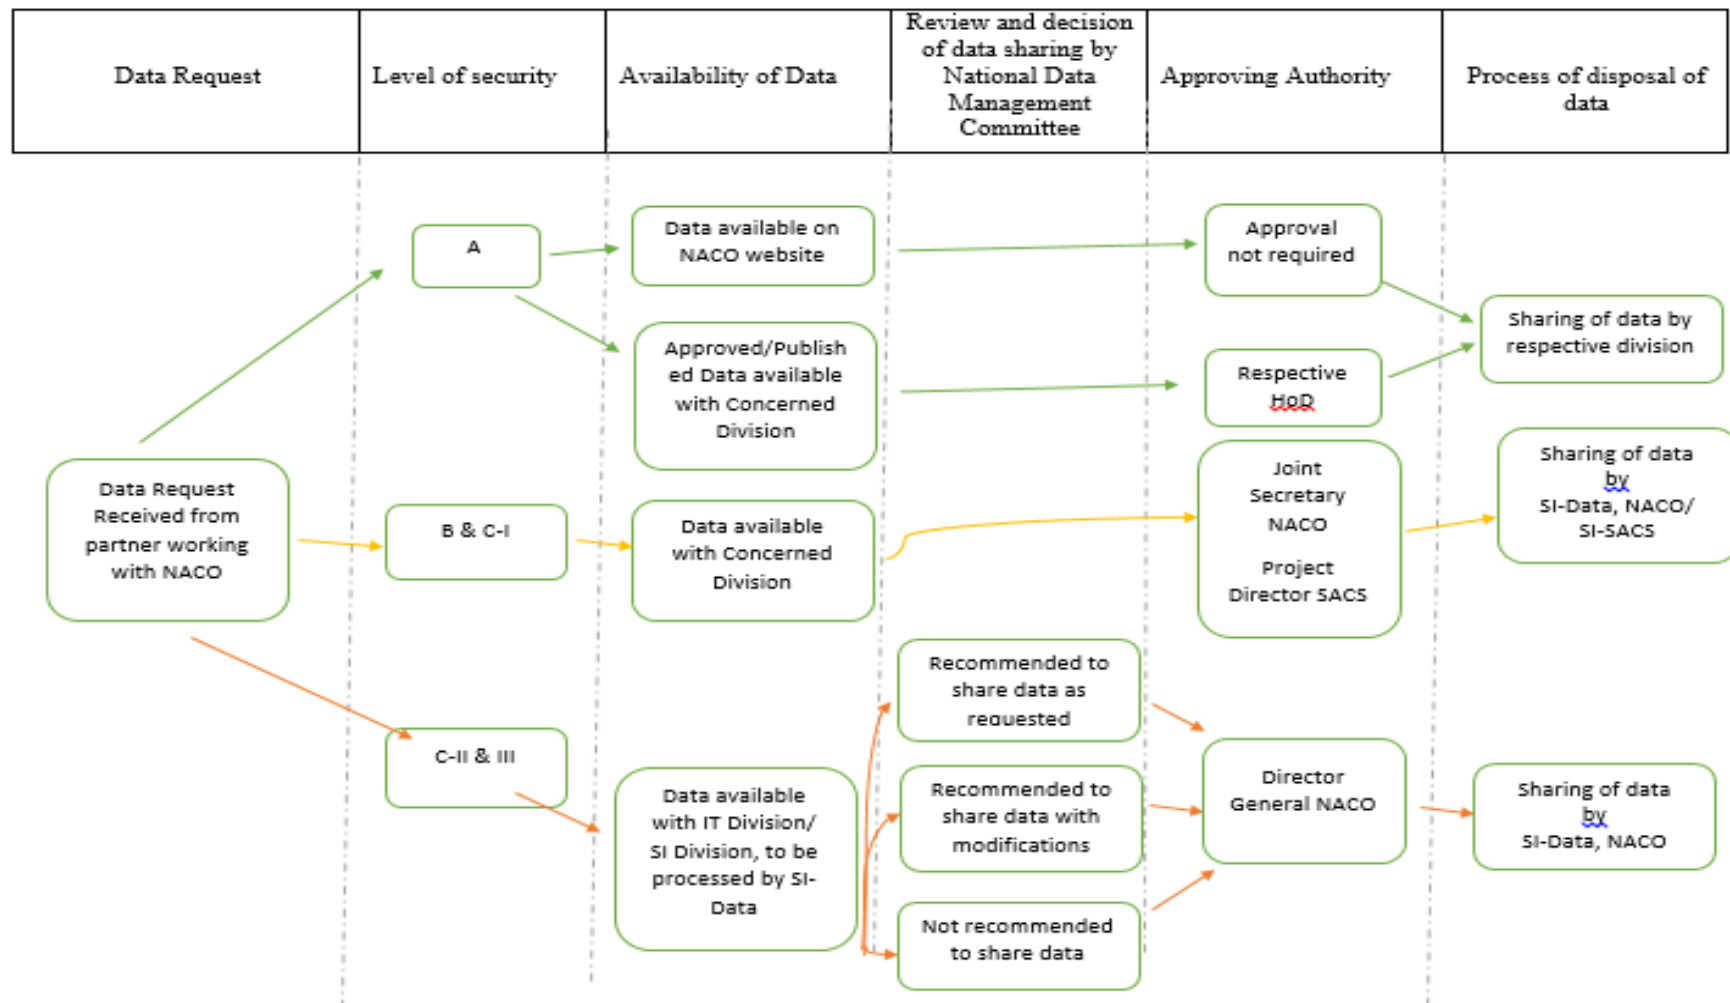 Data Request
Level of security
Availability of Data
Review and decision
of data sharing by
National Data
Management
Committee
Approving Authority
Process of disposal of
data
A
Data available on
NACO website
Approval
not required
Approved/Publish
ed Data available
with Concerned
Division
Respective
HoD
Sharing of data by
respective division
Data Request
Received from
partner working
with NACO
B & C-I
Data available
with Concerned
Division
Joint
Secretary
NACO
Project
Director SACS
Sharing of data
by
SI-Data, NACO/
SI-SACS
C-II & III
Data available
with IT Division/
SI Division, to be
processed by SI-
Data
Recommended to
share data as
requested
Recommended to
share data with
modifications
Not recommended
to share data
Director
General NACO
Sharing of data
by
SI-Data, NACO